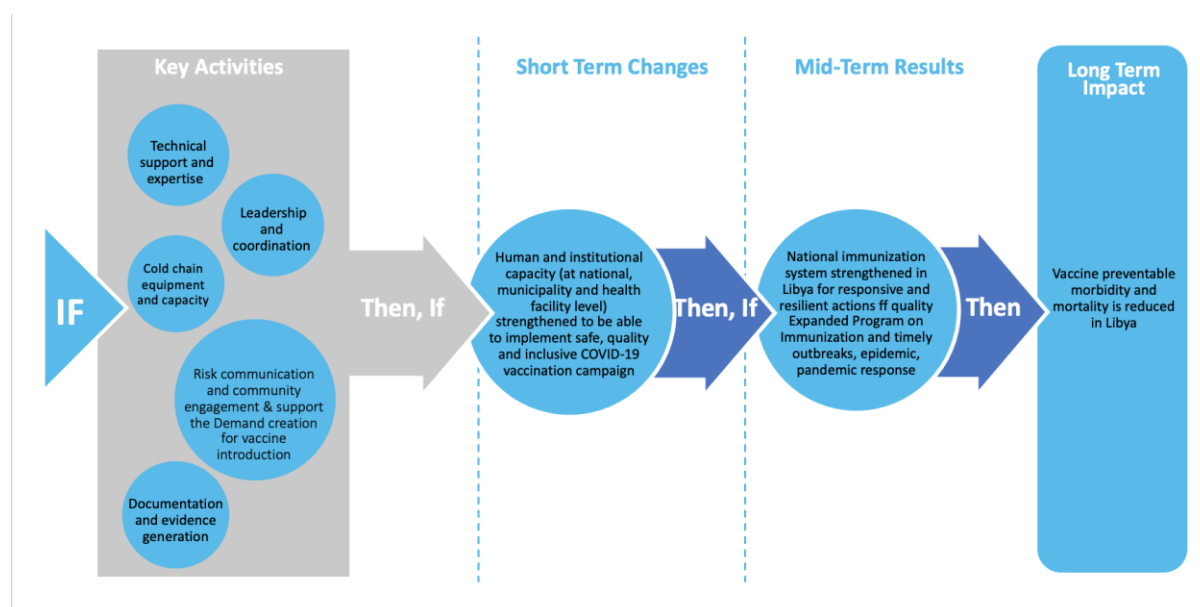 Key Activities
Short Term Changes
Mid-Term Results
Long Term
Impact
IF
Technical
support and
expertise
Leadership
and
coordination
Cold chain
equipment
and capacity
Risk communication
and community
engagement & support
the Demand creation
for vaccine
introduction
Documentation
and evidence
generation
Then, If
Human and institutional
capacity (at national,
municipality and health
facility level)
strengthened to be able
to implement safe, quality
and inclusive COVID-19
vaccination campaign
Then, If
National immunization
system strengthened in
Libya for responsive and
resilient actions ff quality
Expanded Program on
Immunization and timely
outbreaks, epidemic,
pandemic response
Then
Vaccine preventable
morbidity and
mortality is reduced
in Libya